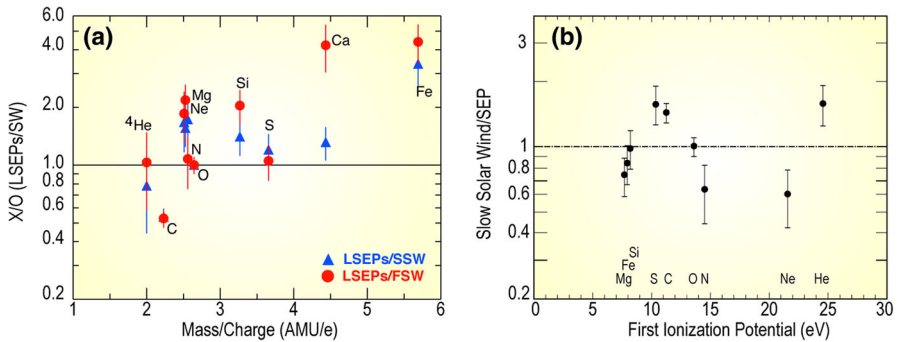 (a)
X/O (LSEPs/SW)
6.0
4.0
2.0
1.0
0.8
0.6
0.4
0.2
Ca
Fe
Mg
Ne
Si
4He
N
S
O
C
LSEPs/SSW
LSEPs/FSW
1 2 3 4 5 6
Mass/Charge (AMU/e)
(b)
Slow Solar Wind/SEP
3
1
0.8
0.6
0.4
0.2
Si
Fe
Mg S C O N Ne He
0 5 10 15 20 25 30
First Ionization Potential (eV)